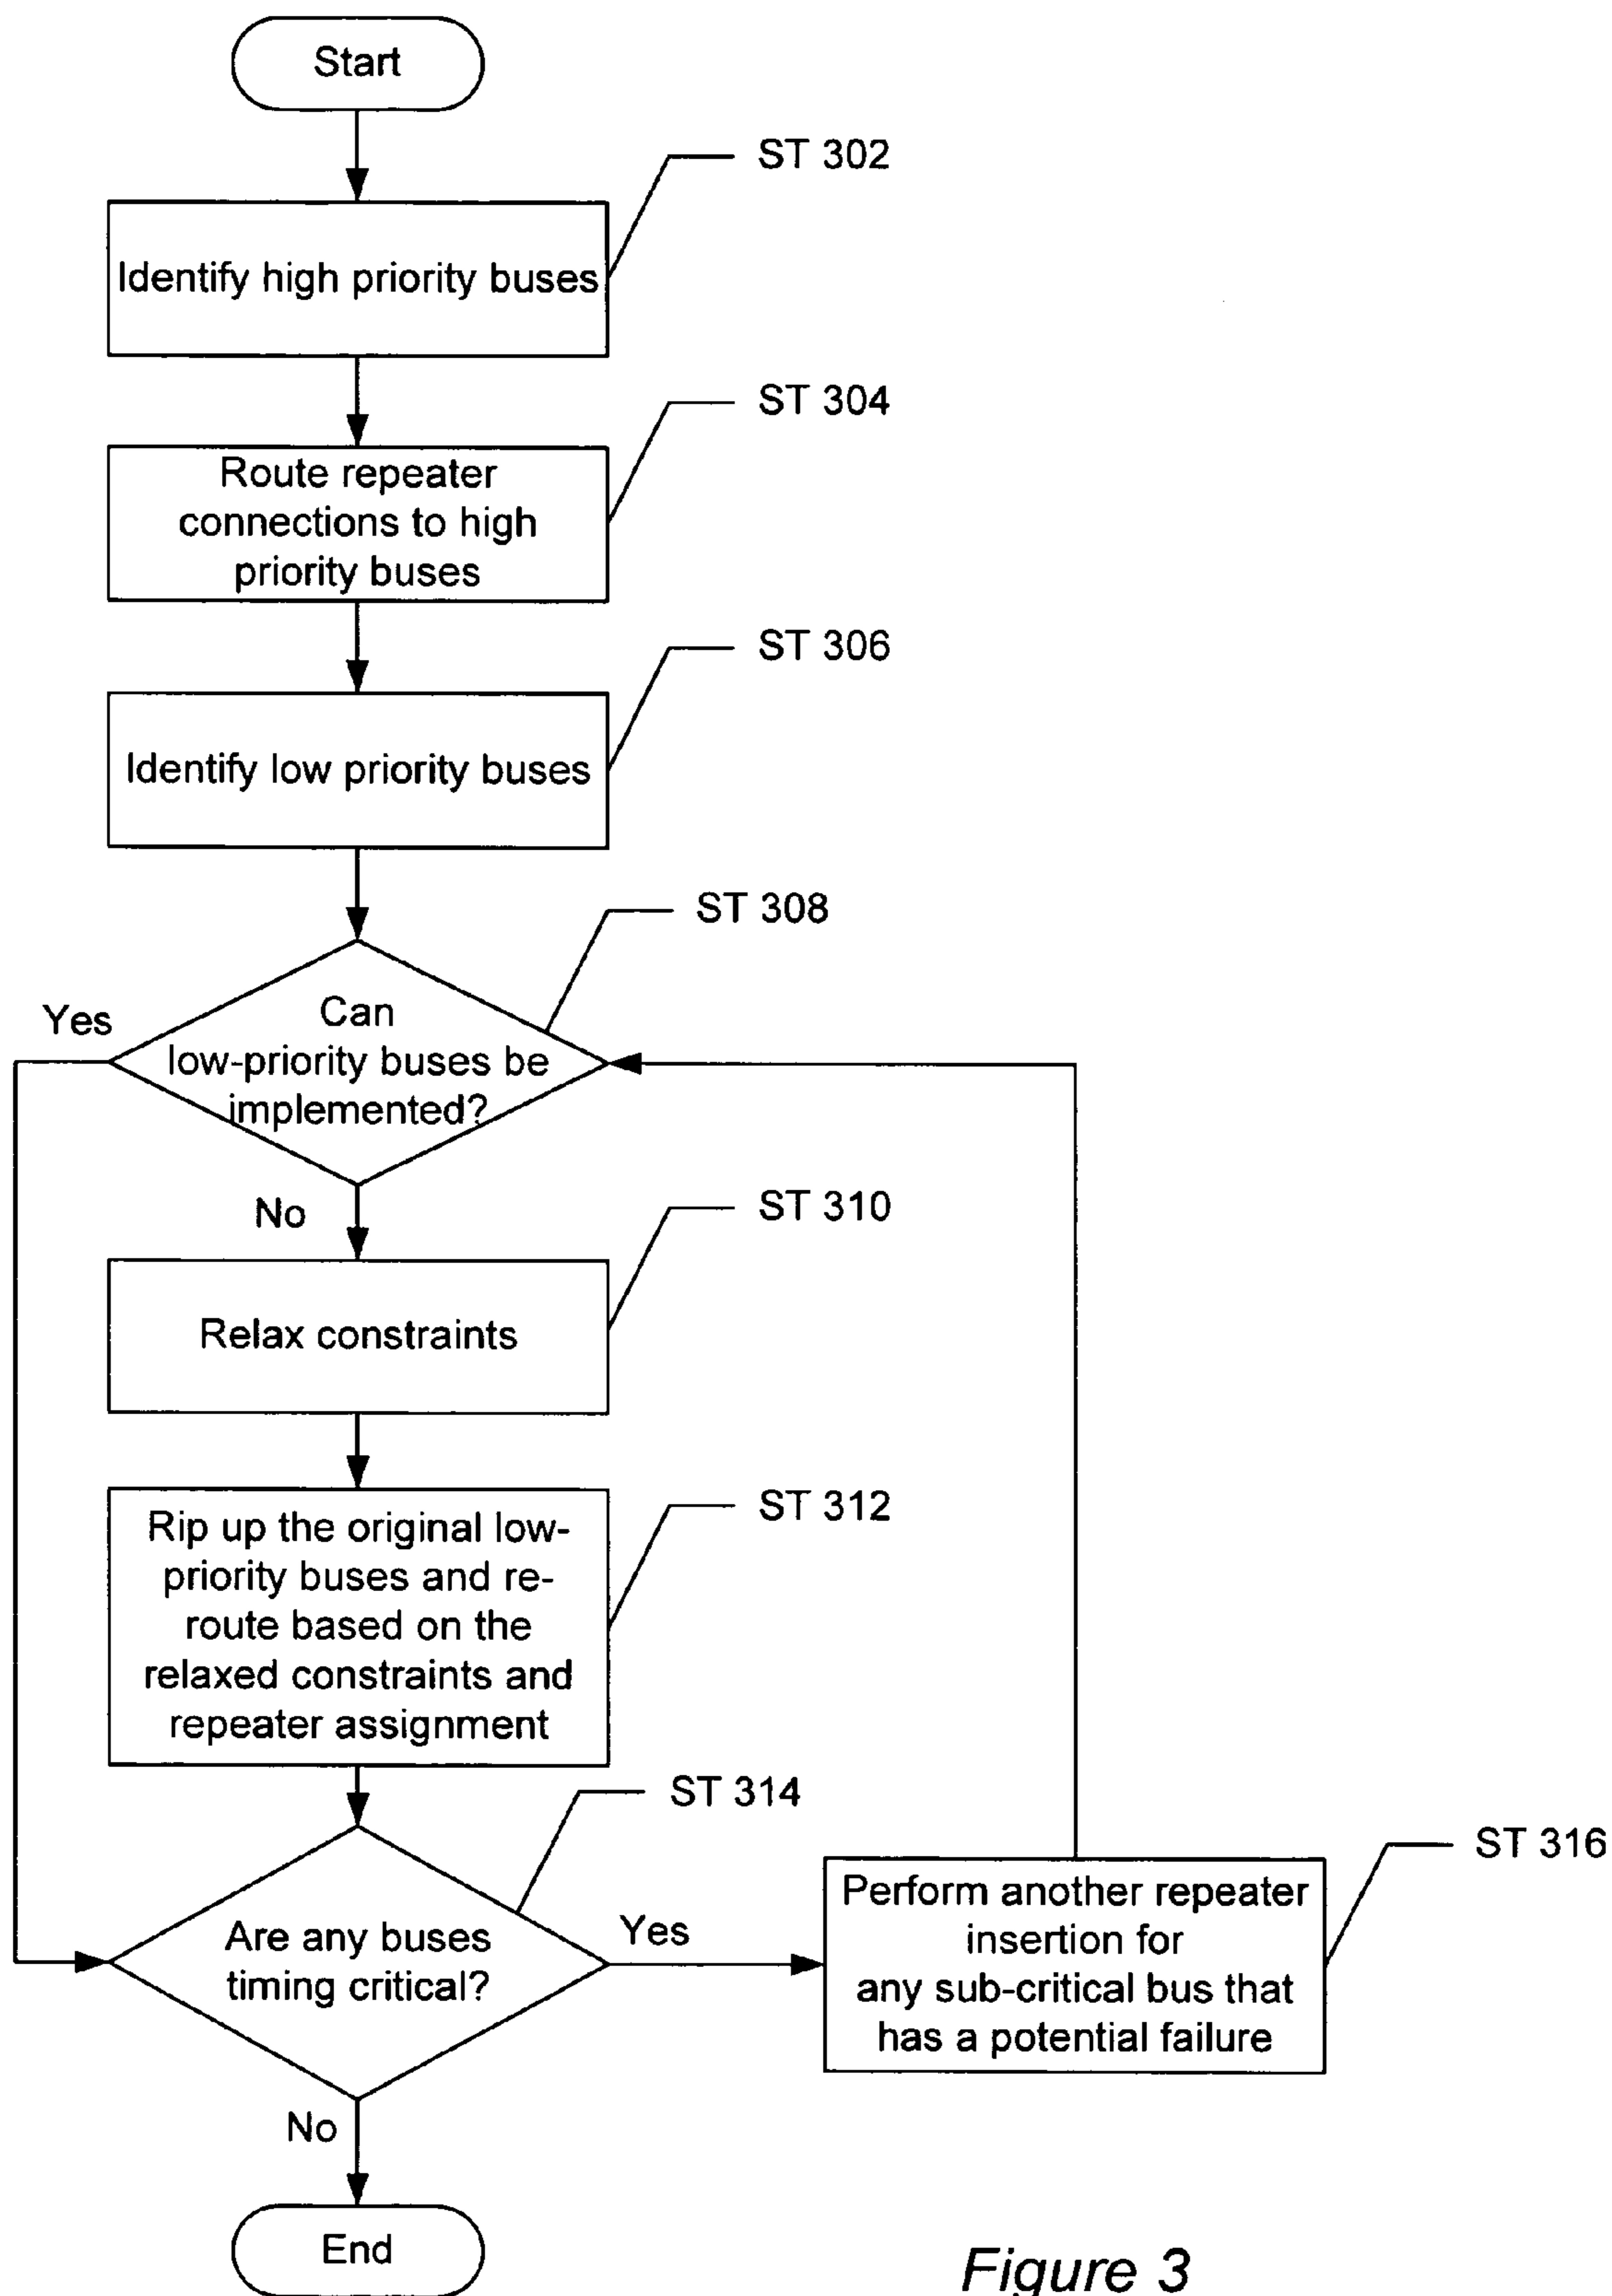 Start
ST 302
Identify high priority buses
ST 304
Route repeater
connections to high
priority buses
ST 306
Identify low priority buses
ST 308
Yes
Can
low-priority buses be
implemented?
No
ST 310
Relax constraints
ST 312
Rip up the original low-
priority buses and re-
route based on the
relaxed constraints and
repeater assignment
ST 314
Are any buses
timing critical?
Yes
ST 316
Perform another repeater
insertion for
any sub-critical bus that
has a potential failure
No
End
Figure 3